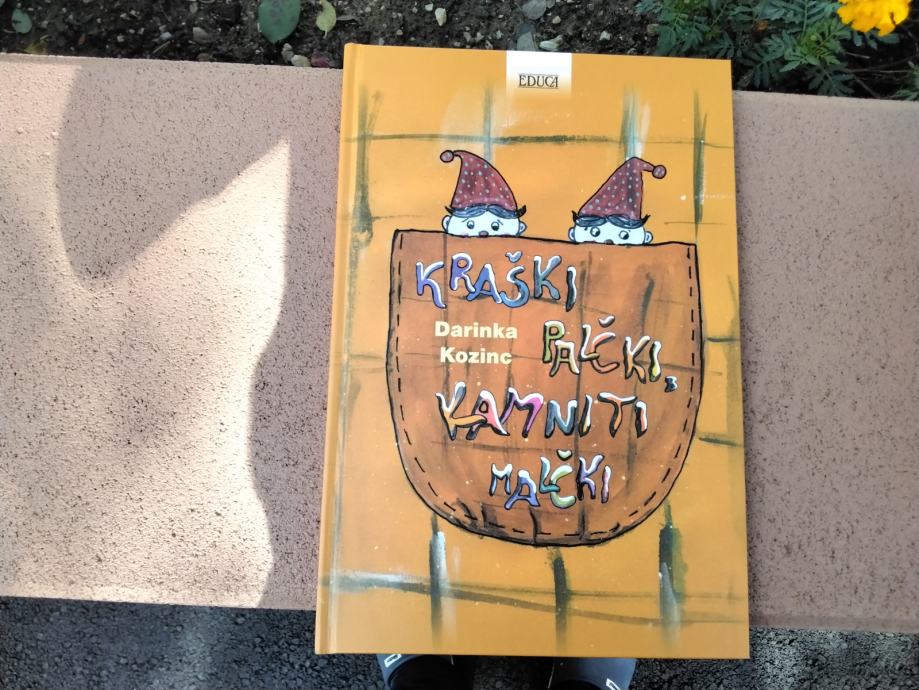 EDUCA
KRAŠKI
Darinka
Kozinc
PALČKI,
KAMNITI
MALČKI